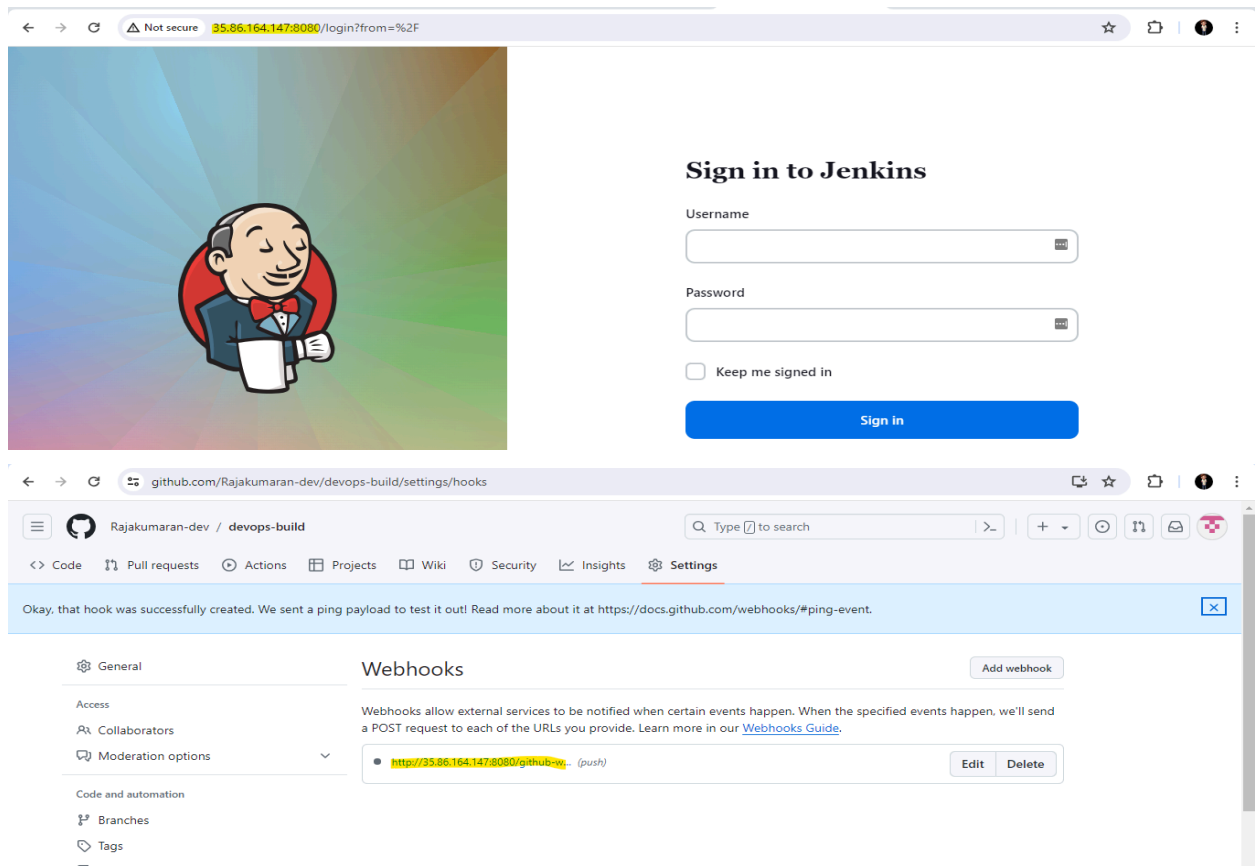 Not secure 35.86.164.147:8080/login?from=%2F
Sign in to Jenkins
Username
Password
Keep me signed in
Sign in
github.com/Rajakumaran-dev/devops-build/settings/hooks
Rajakumaran-dev / devops-build
Type / to search
<> Code Pull requests Actions Projects Wiki Security Insights Settings
Okay, that hook was successfully created. We sent a ping payload to test it out! Read more about it at https://docs.github.com/webhooks/#ping-event.
General
Access
Collaborators
Moderation options
Code and automation
Branches
Tags
Webhooks
Add webhook
Webhooks allow external services to be notified when certain events happen. When the specified events happen, we'll send
a POST request to each of the URLs you provide. Learn more in our Webhooks Guide.
http://35.86.164.147:8080/github-w... (push)
Edit Delete